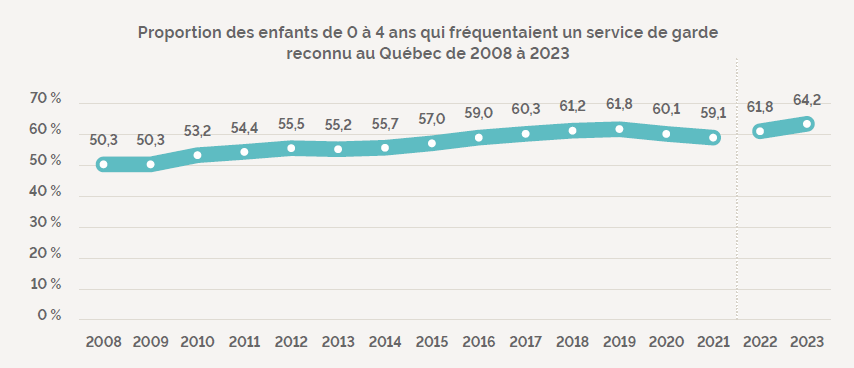 Proportion des enfants de 0 à 4 ans qui fréquentaient un service de garde
reconnu au Québec de 2008 à 2023
70 %
60 %
50 %
40 %
30 %
20 %
10 %
0 %
50,3 50,3 53,2 54,4 55,5 55,2 55,7 57,0 59,0 60,3 61,2 61,8 60,1 59,1 61,8 64,2
2008 2009 2010 2011 2012 2013 2014 2015 2016 2017 2018 2019 2020 2021 2022 2023